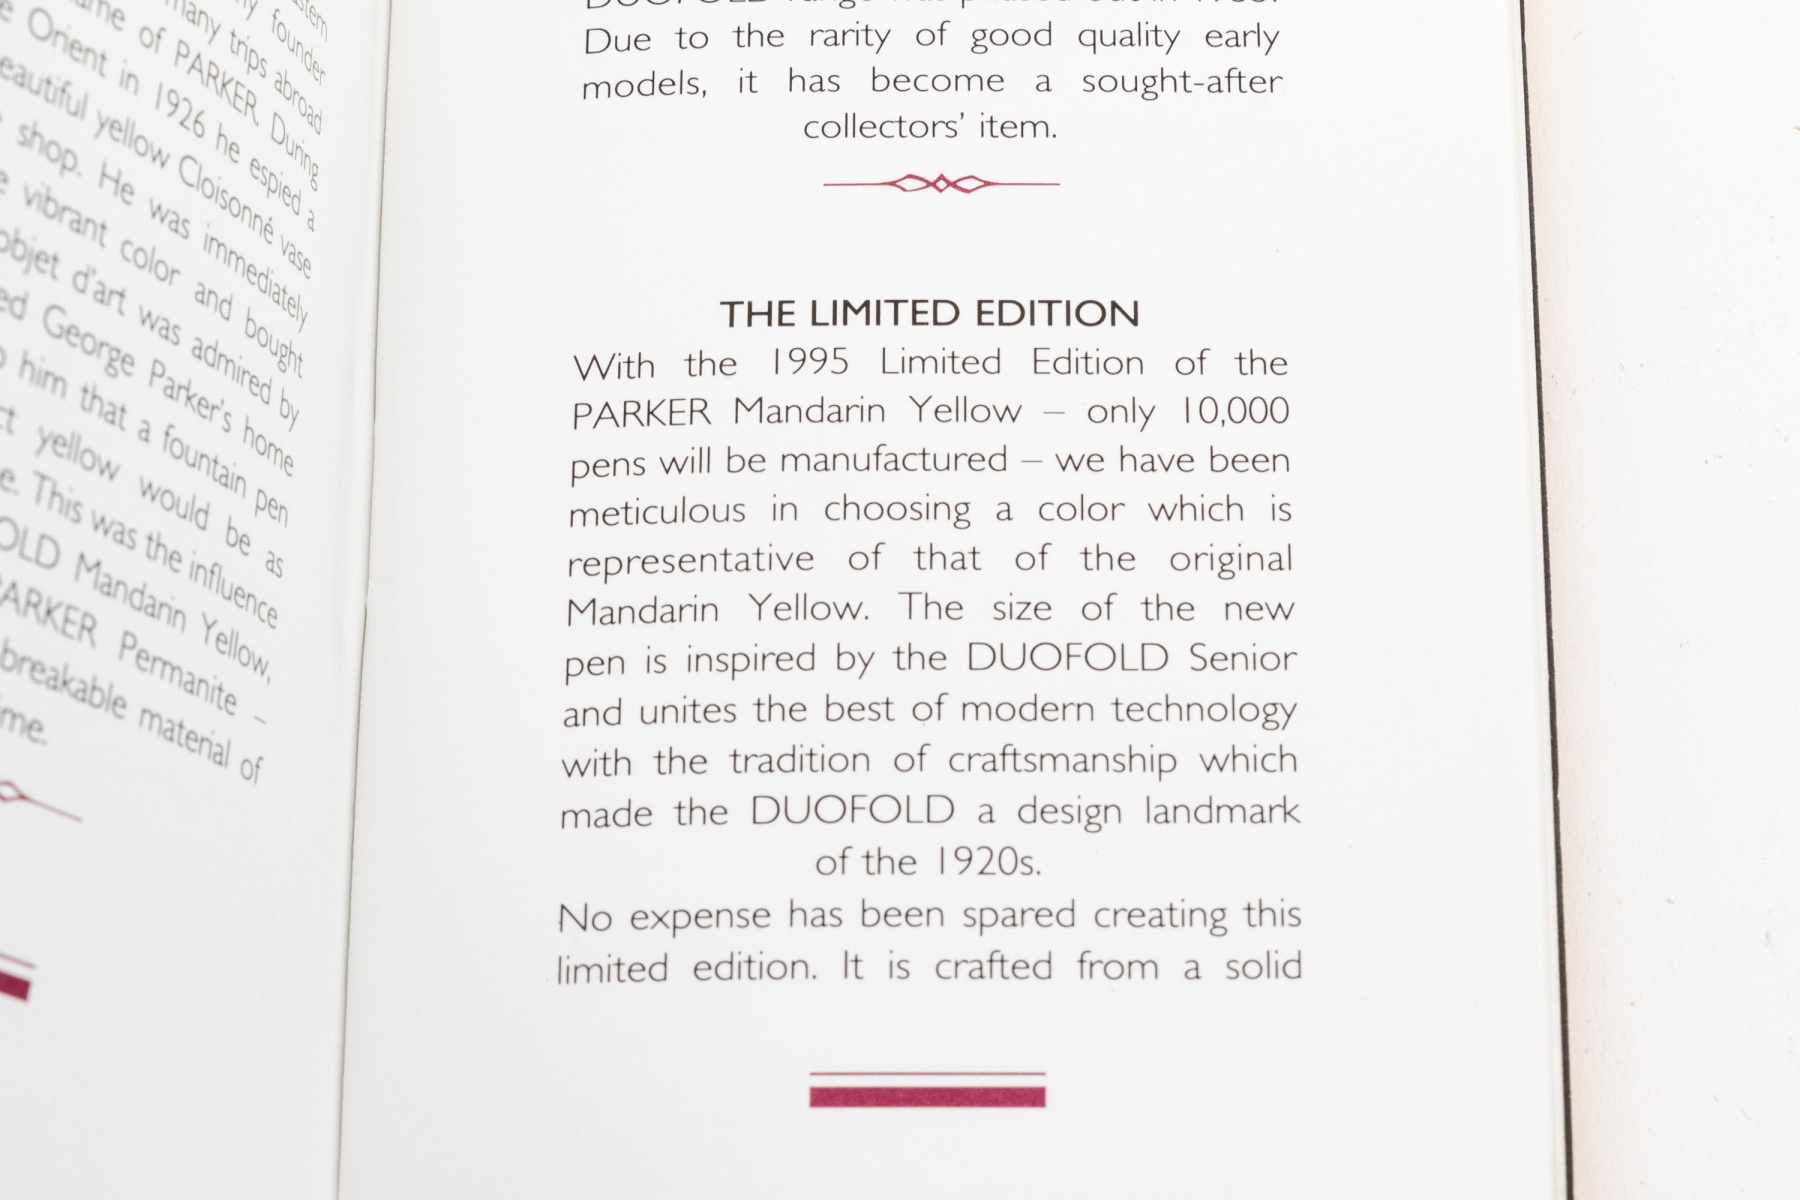 founder
many trips abroad
of PARKER. During
Orient in 1926 he espied a
beautiful yellow Cloisonné vase
shop. He was immediately
vibrant color and bought
objet d'art was admired by
George Parker's home
him that a fountain pen
yellow would be as
This was the influence
Mandarin Yellow,
PARKER Permanite –
breakable material of
Due to the rarity of good quality early
models, it has become a sought-after
collectors' item.
THE LIMITED EDITION
With the 1995 Limited Edition of the
PARKER Mandarin Yellow – only 10,000
pens will be manufactured – we have been
meticulous in choosing a color which is
representative of that of the original
Mandarin Yellow. The size of the new
pen is inspired by the DUOFOLD Senior
and unites the best of modern technology
with the tradition of craftsmanship which
made the DUOFOLD a design landmark
of the 1920s.
No expense has been spared creating this
limited edition. It is crafted from a solid